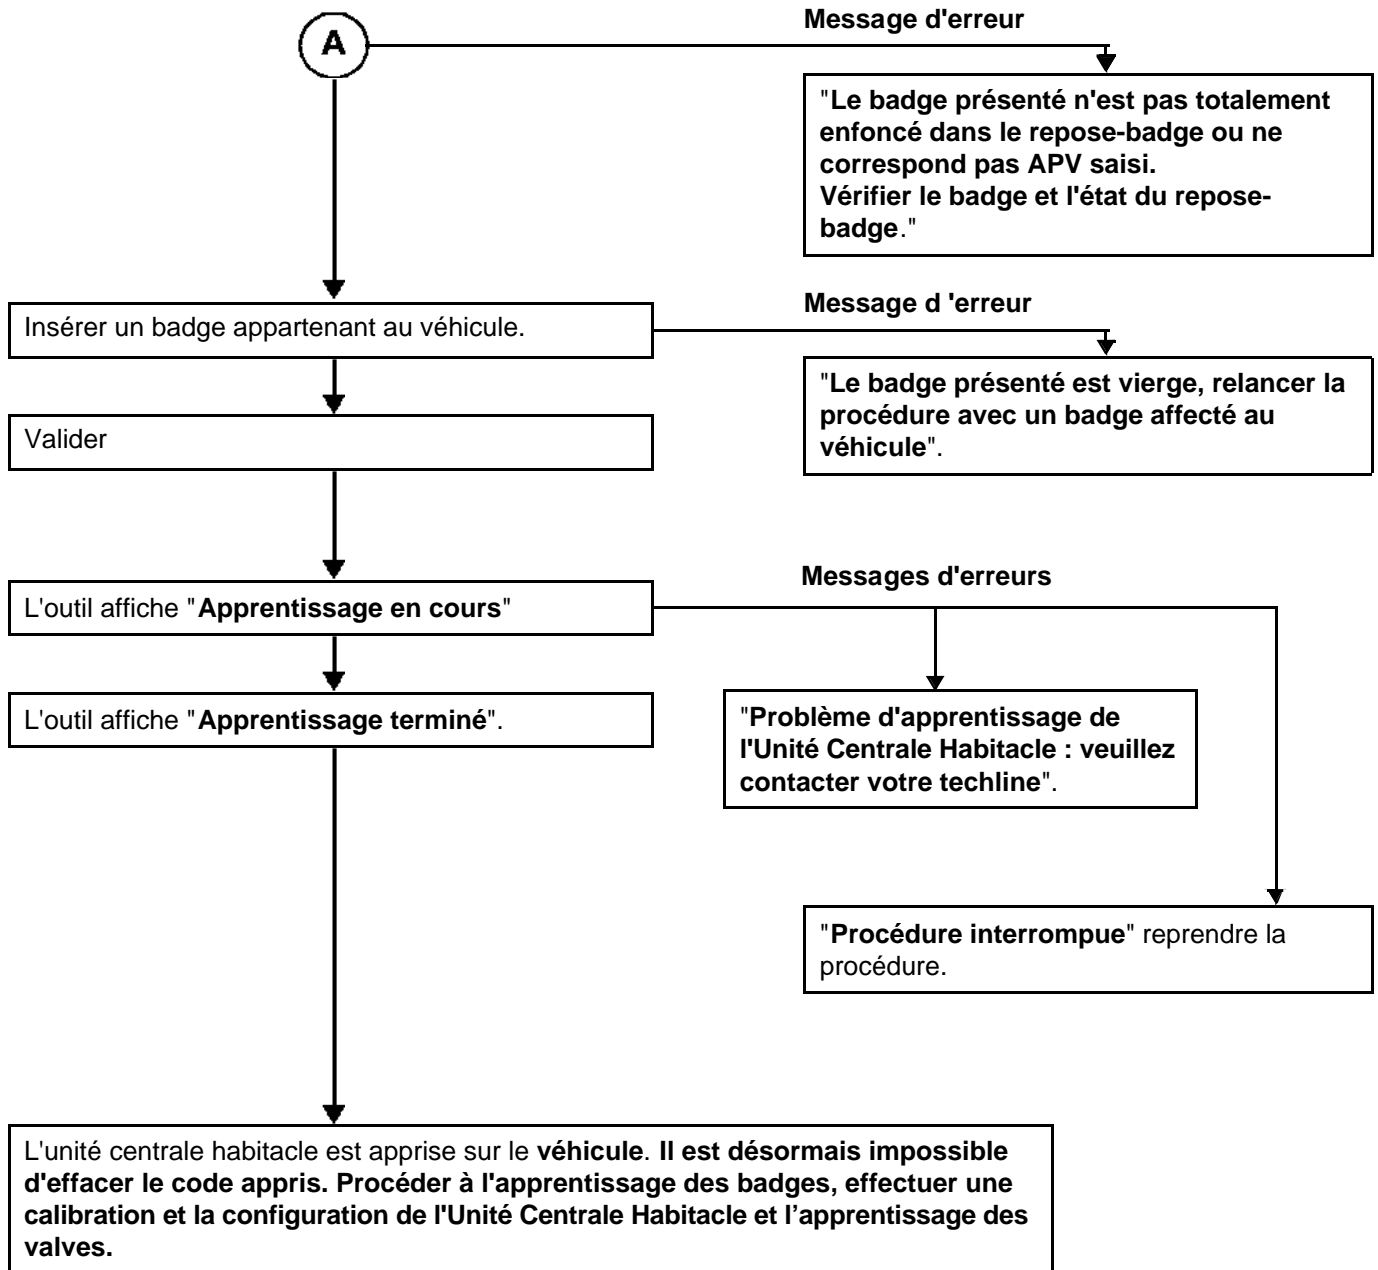 Message d'erreur
A
"Le badge présenté n'est pas totalement
enfoncé dans le repose-badge ou ne
correspond pas APV saisi.
Vérifier le badge et l'état du repose-
badge."
Message d 'erreur
Insérer un badge appartenant au véhicule.
"Le badge présenté est vierge, relancer la
procédure avec un badge affecté au
véhicule".
Valider
Messages d'erreurs
L'outil affiche "Apprentissage en cours"
L'outil affiche "Apprentissage terminé".
"Problème d'apprentissage de
l'Unité Centrale Habitacle : veuillez
contacter votre techline".
"Procédure interrompue" reprendre la
procédure.
L'unité centrale habitacle est apprise sur le véhicule. Il est désormais impossible
d'effacer le code appris. Procéder à l'apprentissage des badges, effectuer une
calibration et la configuration de l'Unité Centrale Habitacle et l’apprentissage des
valves.